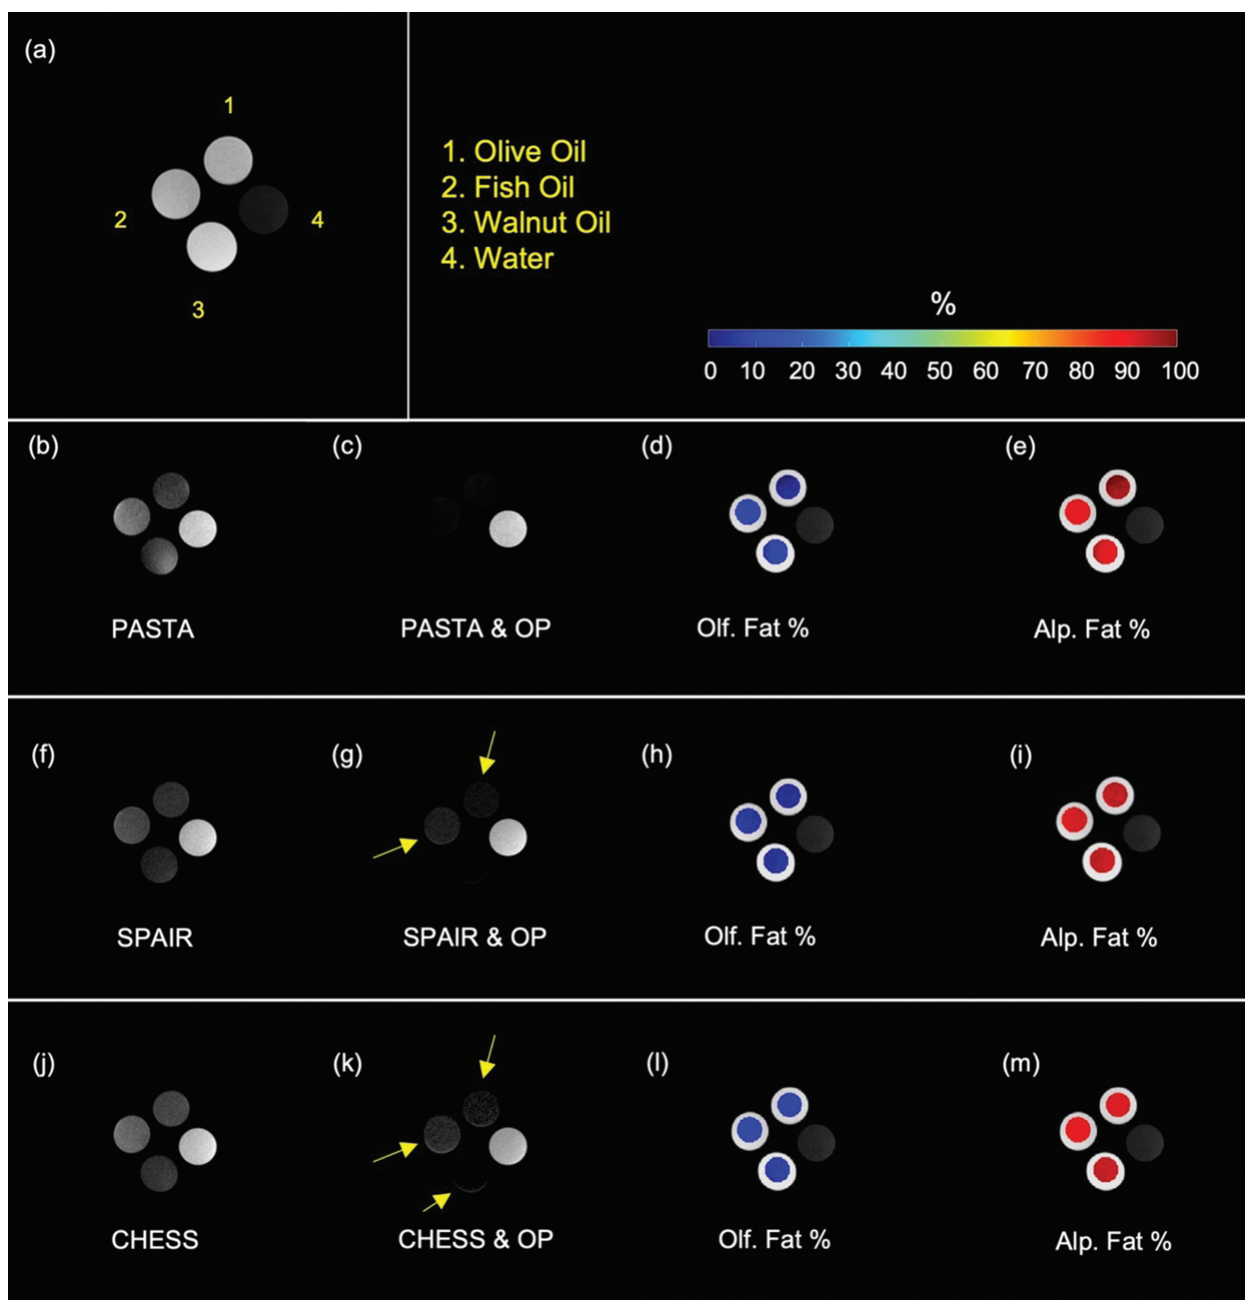 (a)
1
2
4
3
1. Olive Oil
2. Fish Oil
3. Walnut Oil
4. Water
%
0 10 20 30 40 50 60 70 80 90 100
(b) (c) (d) (e)
PASTA PASTA & OP Olf. Fat % Alp. Fat %
(f) (g) (h) (i)
SPAIR SPAIR & OP Olf. Fat % Alp. Fat %
(j) (k) (l) (m)
CHESS CHESS & OP Olf. Fat % Alp. Fat %